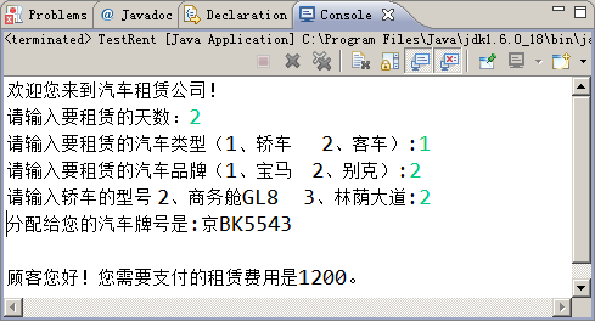 Problems @ Javadoc Declaration Console
<terminated> TestRent [Java Application] C:\Program Files\Java\jdk1.6.0_18\bin\ja
欢迎您来到汽车租赁公司！
请输入要租赁的天数：2
请输入要租赁的汽车类型（1、轿车 2、客车）:1
请输入要租赁的汽车品牌（1、宝马 2、别克）:2
请输入轿车的型号 2、商务舱GL8 3、林荫大道:2
分配给您的汽车牌号是:京BK5543
顾客您好！您需要支付的租赁费用是1200。